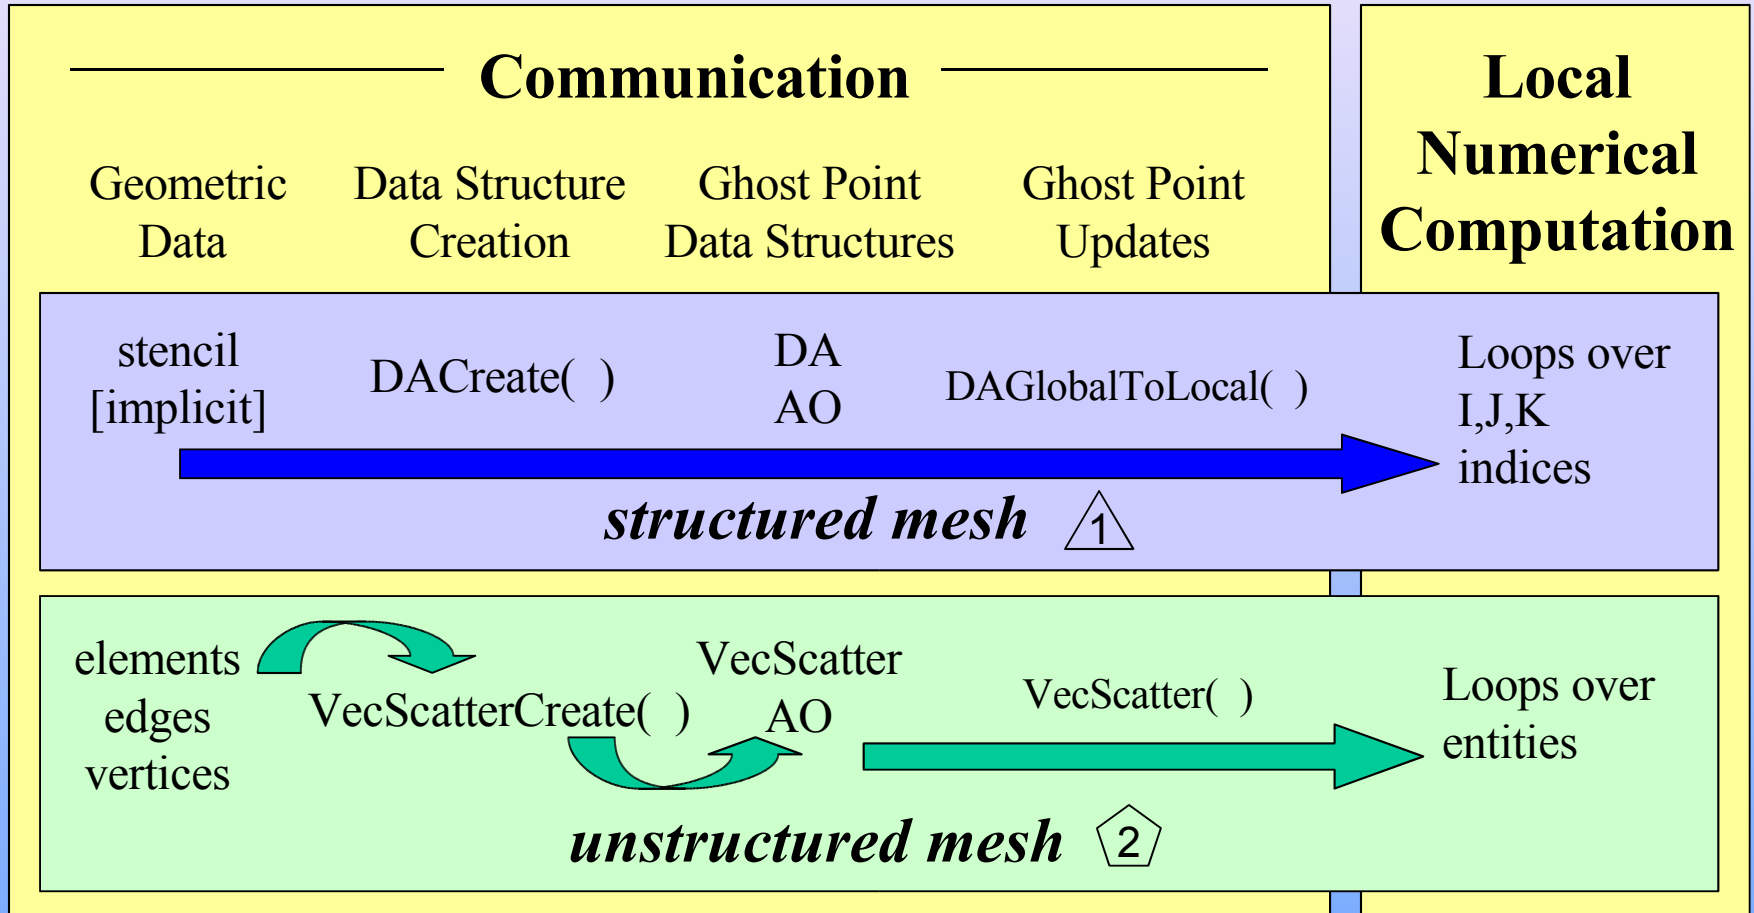 Communication
Geometric
Data
Data Structure
Creation
Ghost Point
Data Structures
Ghost Point
Updates
Local
Numerical
Computation
stencil
[implicit]
DACreate( )
DA
AO
DAGlobalToLocal( )
Loops over
I,J,K
indices
structured mesh 1
elements
edges
vertices
VecScatterCreate( )
VecScatter
AO
VecScatter( )
Loops over
entities
unstructured mesh 2